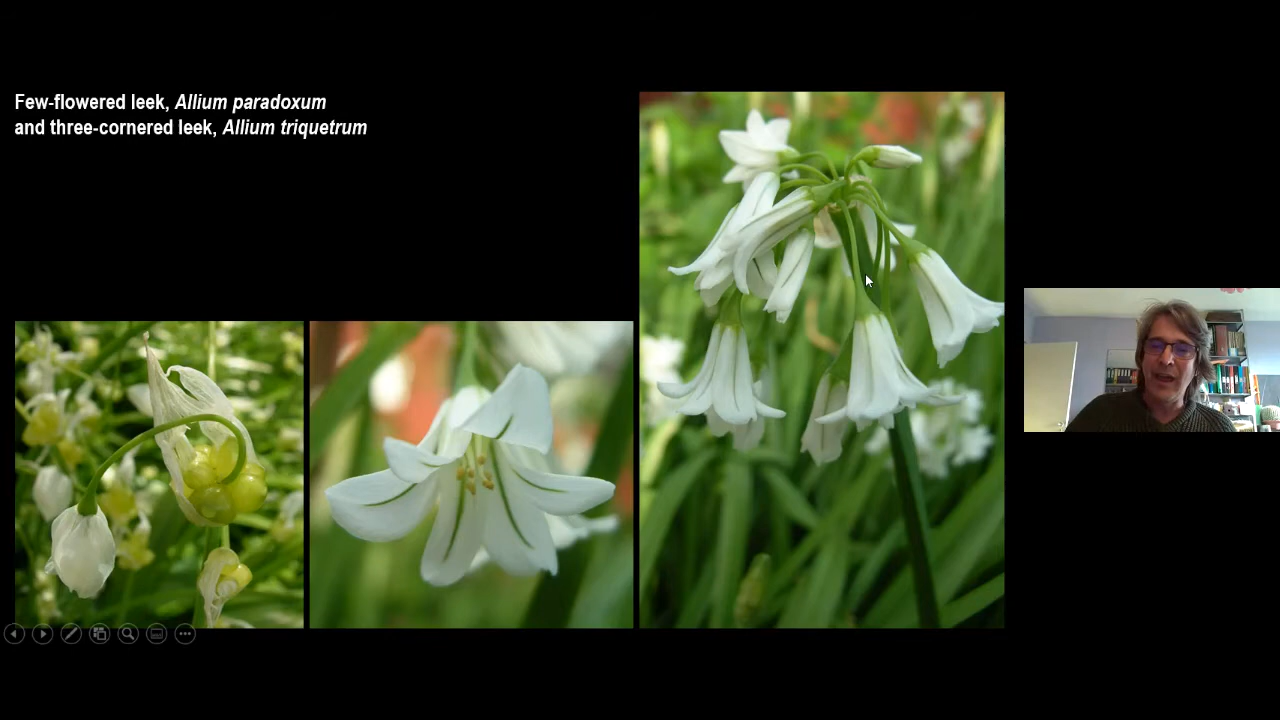 Few-flowered leek, Allium paradoxum
and three-cornered leek, Allium triquetrum